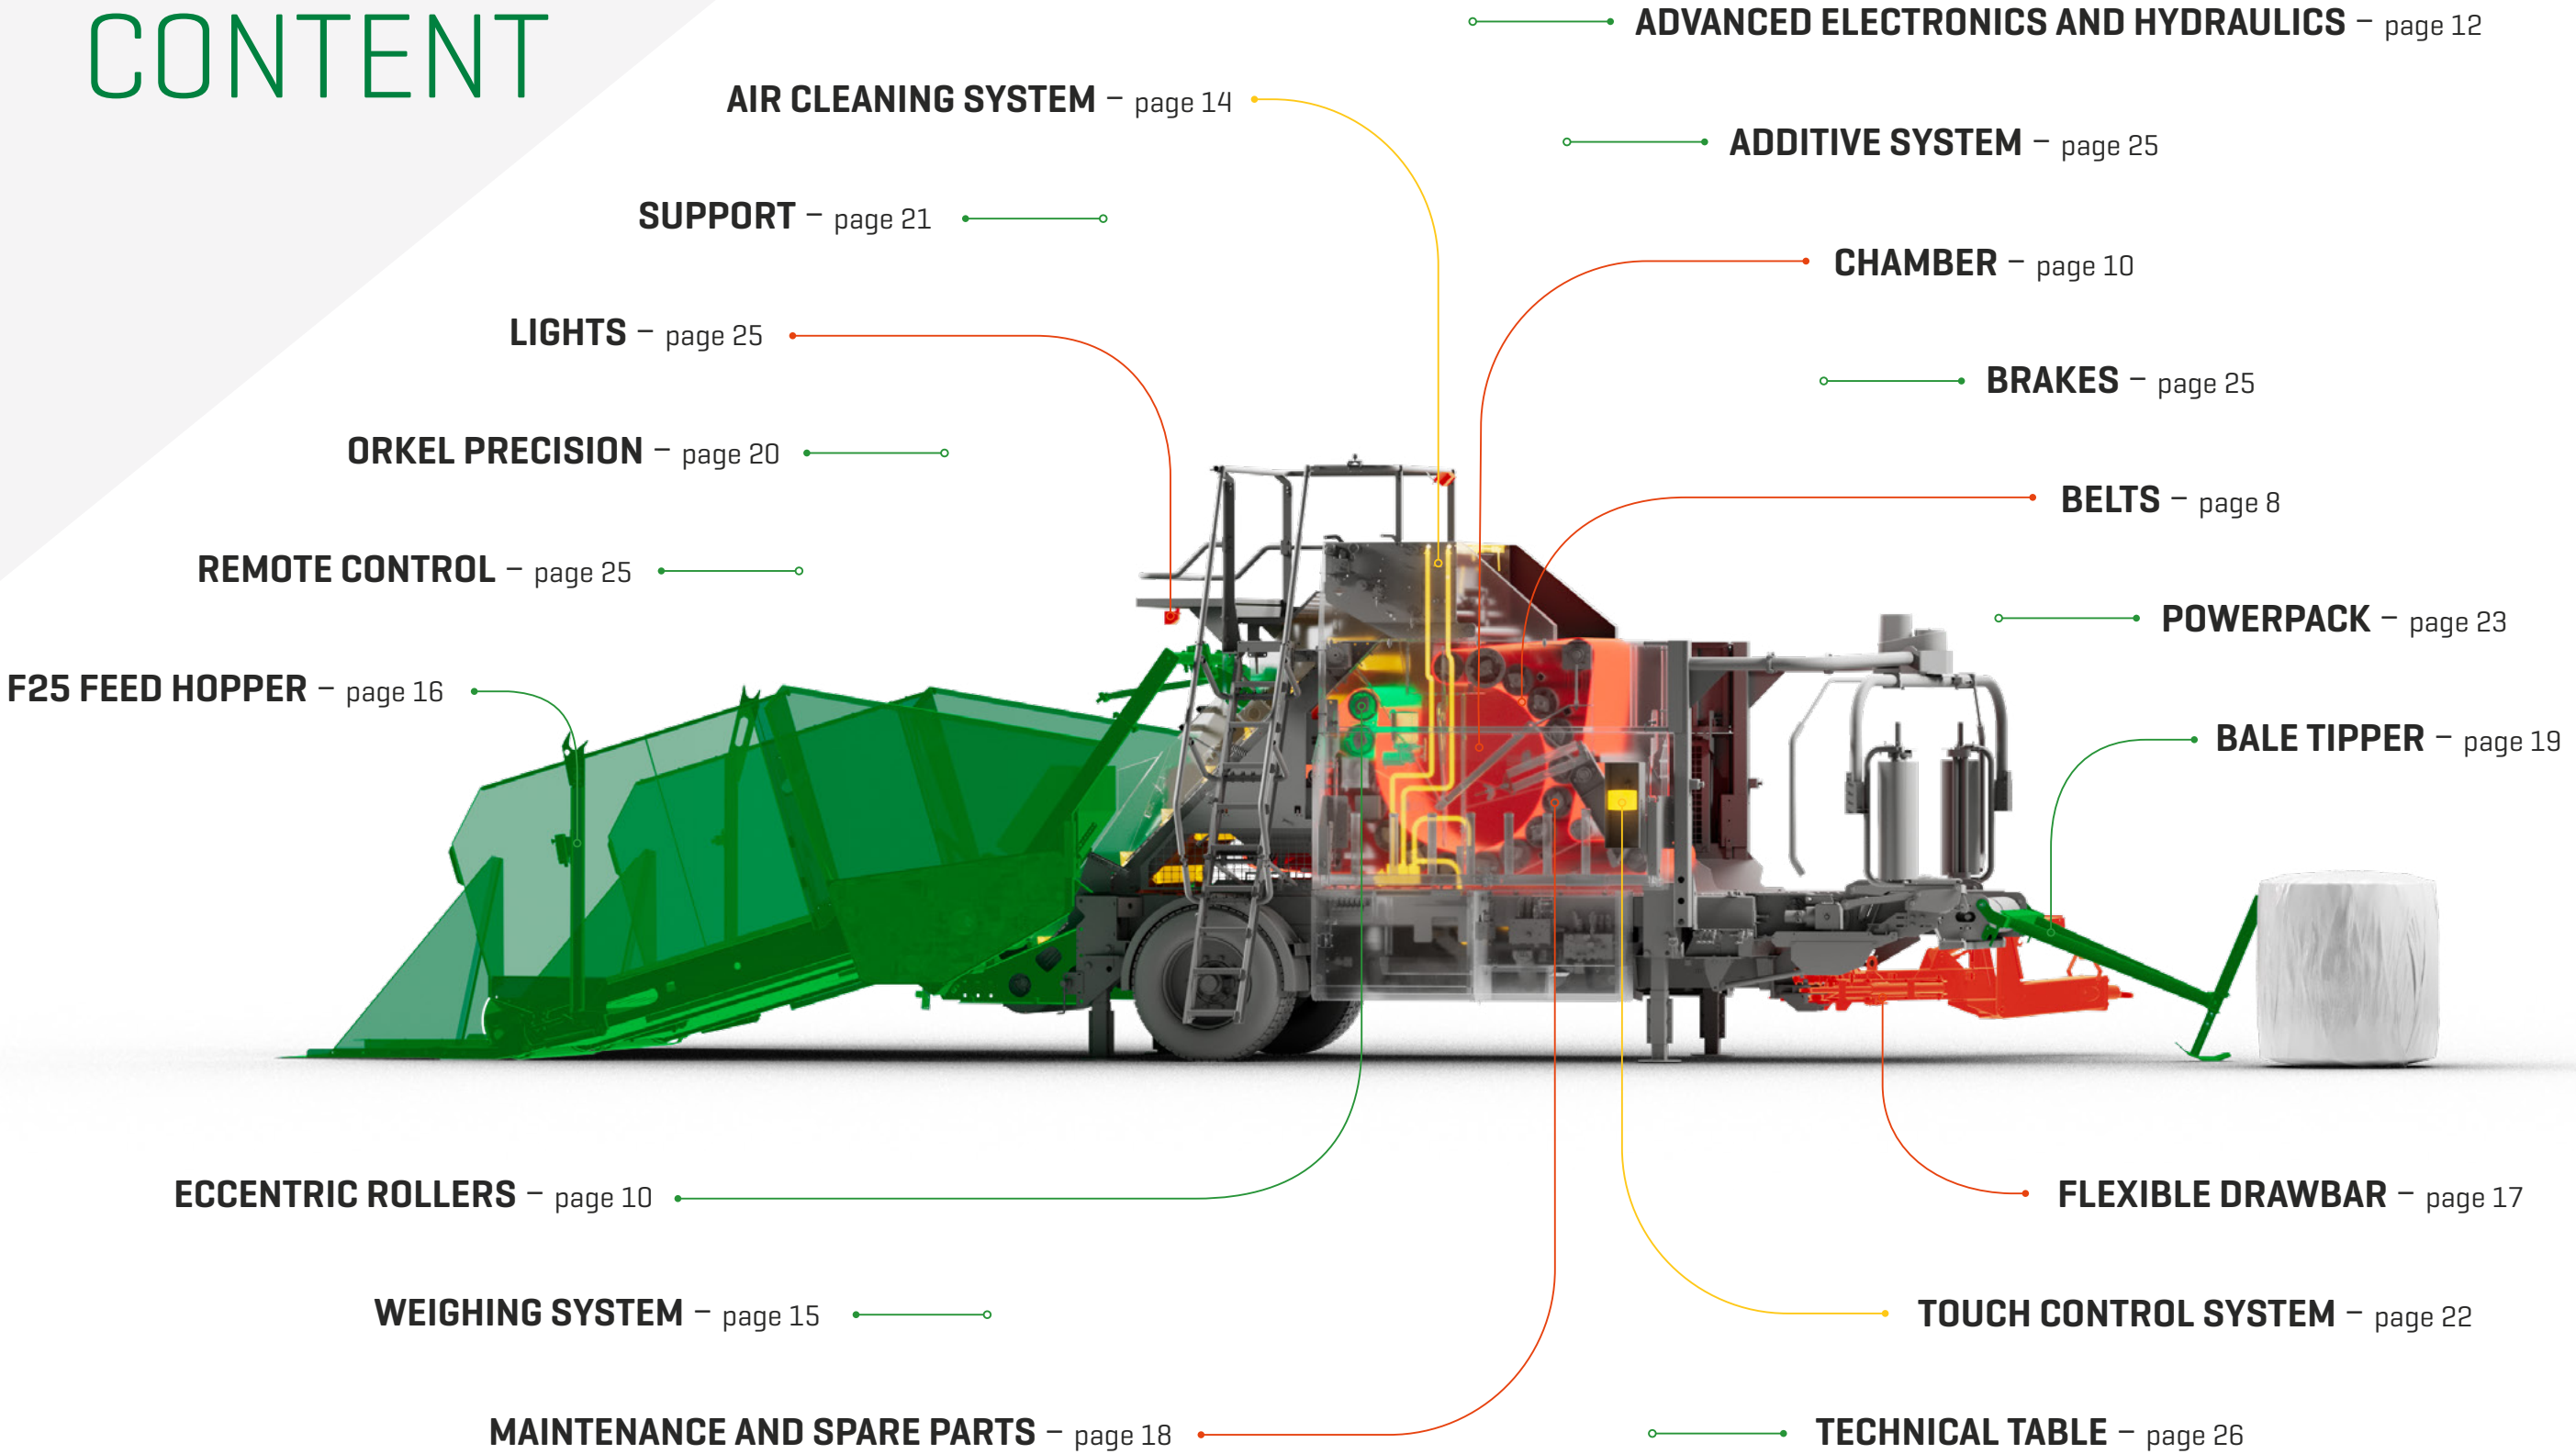 CONTENT
ADVANCED ELECTRONICS AND HYDRAULICS – page 12
AIR CLEANING SYSTEM – page 14
ADDITIVE SYSTEM – page 25
SUPPORT – page 21
CHAMBER – page 10
LIGHTS – page 25
BRAKES – page 25
ORKEL PRECISION – page 20
BELTS – page 8
REMOTE CONTROL – page 25
POWERPACK – page 23
F25 FEED HOPPER – page 16
BALE TIPPER – page 19
ECCENTRIC ROLLERS – page 10
FLEXIBLE DRAWBAR – page 17
WEIGHING SYSTEM – page 15
TOUCH CONTROL SYSTEM – page 22
MAINTENANCE AND SPARE PARTS – page 18
TECHNICAL TABLE – page 26